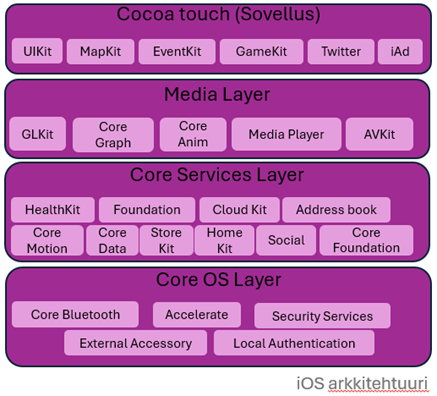 Cocoa touch (Sovellus)
UIKit MapKit EventKit GameKit Twitter iAd
Media Layer
GLKit Core Graph Core Anim Media Player AVKit
Core Services Layer
HealthKit Foundation Cloud Kit Address book
Core Motion Core Data Store Kit Home Kit Social Core Foundation
Core OS Layer
Core Bluetooth Accelerate Security Services
External Accessory Local Authentication
iOS arkkitehtuuri